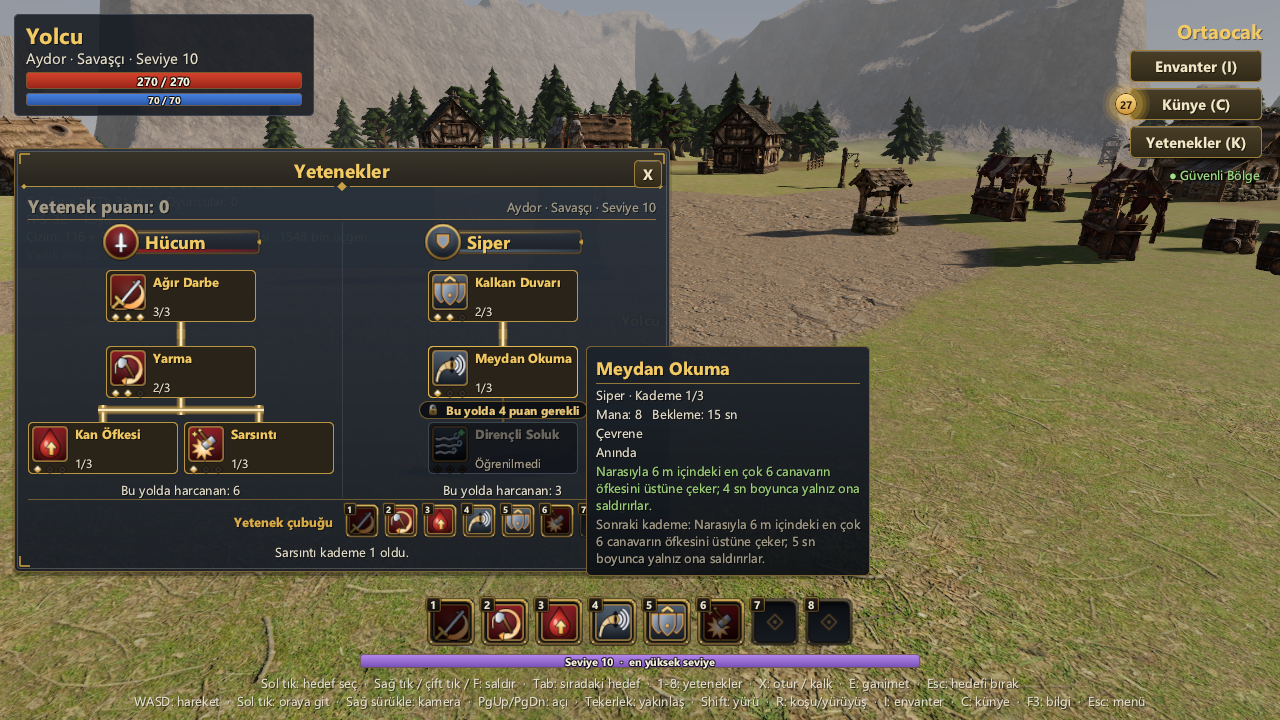 Yolcu
Aydor · Savaşçı · Seviye 10
270 / 270
70 / 70
Ortaocak
Envanter (I)
27
Künye (C)
Yetenekler (K)
● Güvenli Bölge
Yetenekler
X
Yetenek puanı: 0
Aydor · Savaşçı · Seviye 10
Hücum
Siper
Ağır Darbe
3/3
Kalkan Duvarı
2/3
Yarma
2/3
Meydan Okuma
1/3
Bu yolda 4 puan gerekli
Kan Öfkesi
1/3
Sarsıntı
1/3
Dirençli Soluk
Öğrenilmedi
Bu yolda harcanan: 6
Bu yolda harcanan: 3
Yetenek çubuğu
1 2 3 4 5 6 7
Sarsıntı kademe 1 oldu.
Meydan Okuma
Siper · Kademe 1/3
Mana: 8 Bekleme: 15 sn
Çevrene
Anında
Narasıyla 6 m içindeki en çok 6 canavarın
öfkesini üstüne çeker; 4 sn boyunca yalnız ona
saldırırlar.
Sonraki kademe: Narasıyla 6 m içindeki en çok
6 canavarın öfkesini üstüne çeker; 5 sn
boyunca yalnız ona saldırırlar.
1 2 3 4 5 6 7 8
Seviye 10 · en yüksek seviye
Sol tık: hedef seç · Sağ tık / çift tık / F: saldır · Tab: sıradaki hedef · 1-8: yetenekler · X: otur / kalk · E: ganimet · Esc: hedefi bırak
WASD: hareket · Sol tık: oraya git · Sağ sürükle: kamera · PgUp/PgDn: açı · Tekerlek: yakınlaş · Shift: yürü · R: koşu/yürüyüş · I: envanter · C: künye · F3: bilgi · Esc: menü